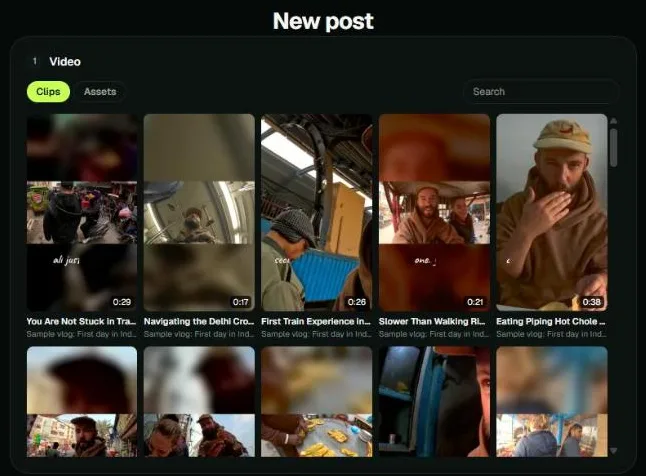 New post
1 Video
Clips Assets Search
ali just
cocc
one. :
c
0:29 0:17 0:26 0:21 0:38
You Are Not Stuck in Tra... Navigating the Delhi Cro... First Train Experience in... Slower Than Walking Ri... Eating Piping Hot Chole ...
Sample vlog: First day in Ind... Sample vlog: First day in Ind... Sample vlog: First day in Ind... Sample vlog: First day in Ind... Sample vlog: First day in Ind...